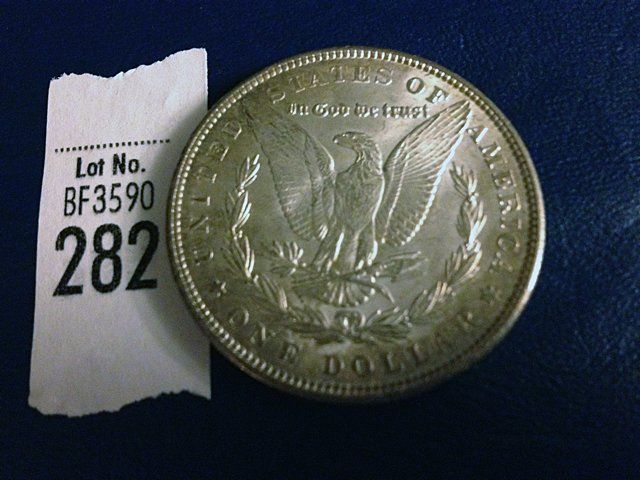 Lot No.
BF3590
282
UNITED STATES OF AMERICA
In God we trust
ONE DOLLAR